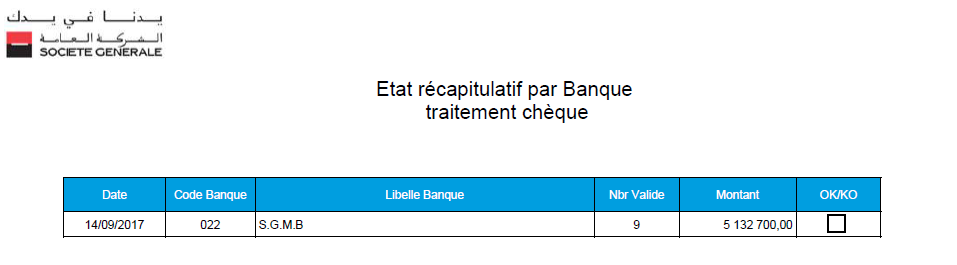 يدنا في يدك
الشركة العامة
SOCIETE GENERALE
Etat récapitulatif par Banque
traitement chèque
Date Code Banque Libelle Banque Nbr Valide Montant OK/KO
14/09/2017 022 S.G.M.B 9 5 132 700,00